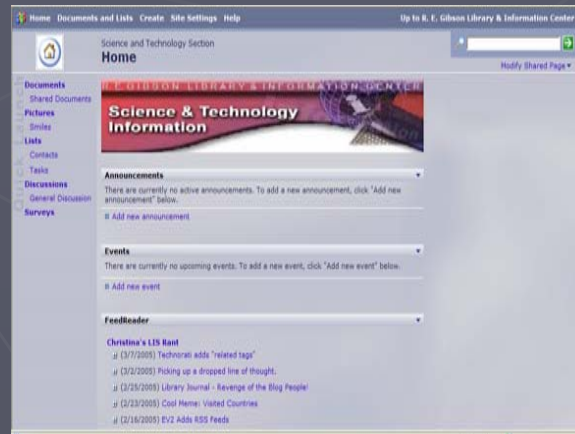 Home Documents and Lists Create Site Settings Help
Up to R. E. Gibson Library & Information Center
Science and Technology Section
Home
Modify Shared Page
Quick Launch
Documents
Shared Documents
Pictures
Smiles
Lists
Contacts
Tasks
Discussions
General Discussion
Surveys
R.E. GIBSON LIBRARY & INFORMATION CENTER
Science & Technology
Information
Announcements
There are currently no active announcements. To add a new announcement, click "Add new
announcement" below.
Add new announcement
Events
There are currently no upcoming events. To add a new event, click "Add new event" below.
Add new event
FeedReader
Christina's LIS Rant
(3/7/2005) Technorati adds "related tags"
(3/2/2005) Picking up a dropped line of thought.
(2/25/2005) Library Journal - Revenge of the Blog People!
(2/23/2005) Cool Meme: Visited Countries
(2/16/2005) EV2 Adds RSS Feeds